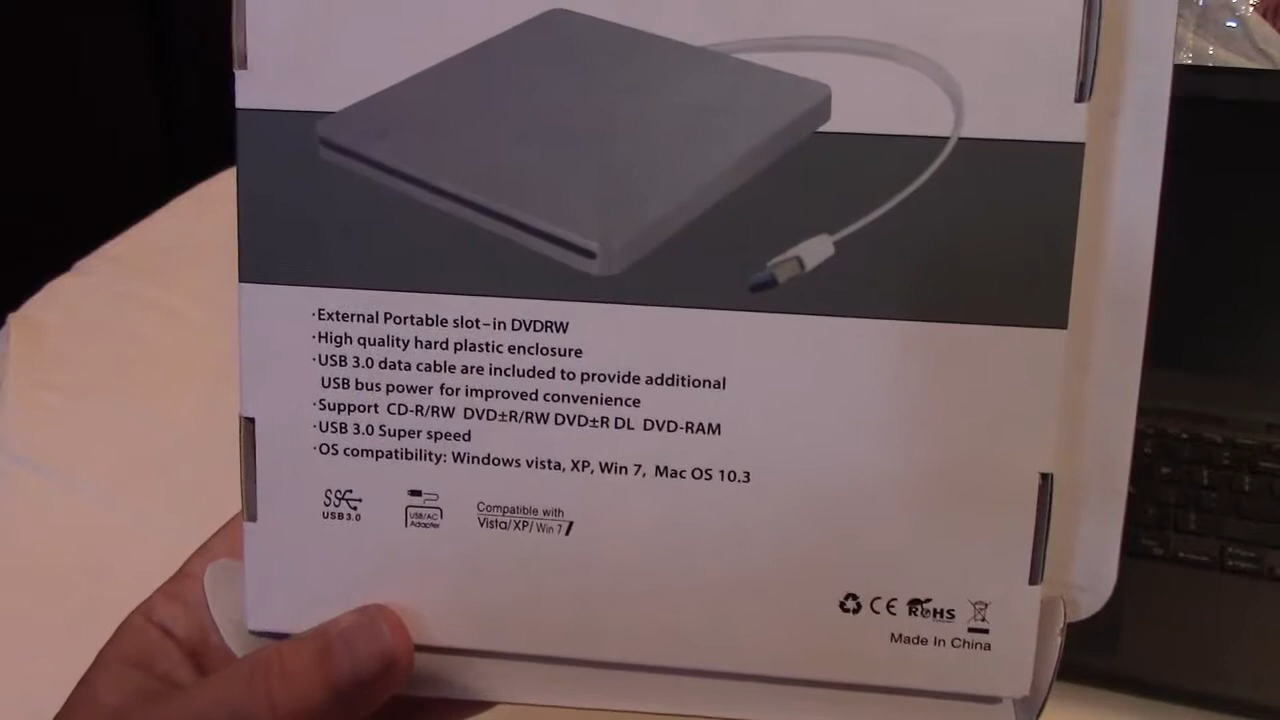 ·External Portable slot-in DVDRW
·High quality hard plastic enclosure
·USB 3.0 data cable are included to provide additional
USB bus power for improved convenience
·Support CD-R/RW DVD±R/RW DVD±R DL DVD-RAM
·USB 3.0 Super speed
·OS compatibility: Windows vista, XP, Win 7, Mac OS 10.3
SS
USB3.0
USB/AC
Adapter
Compatible with
Vista/XP/Win 7
CE RoHS
Made In China